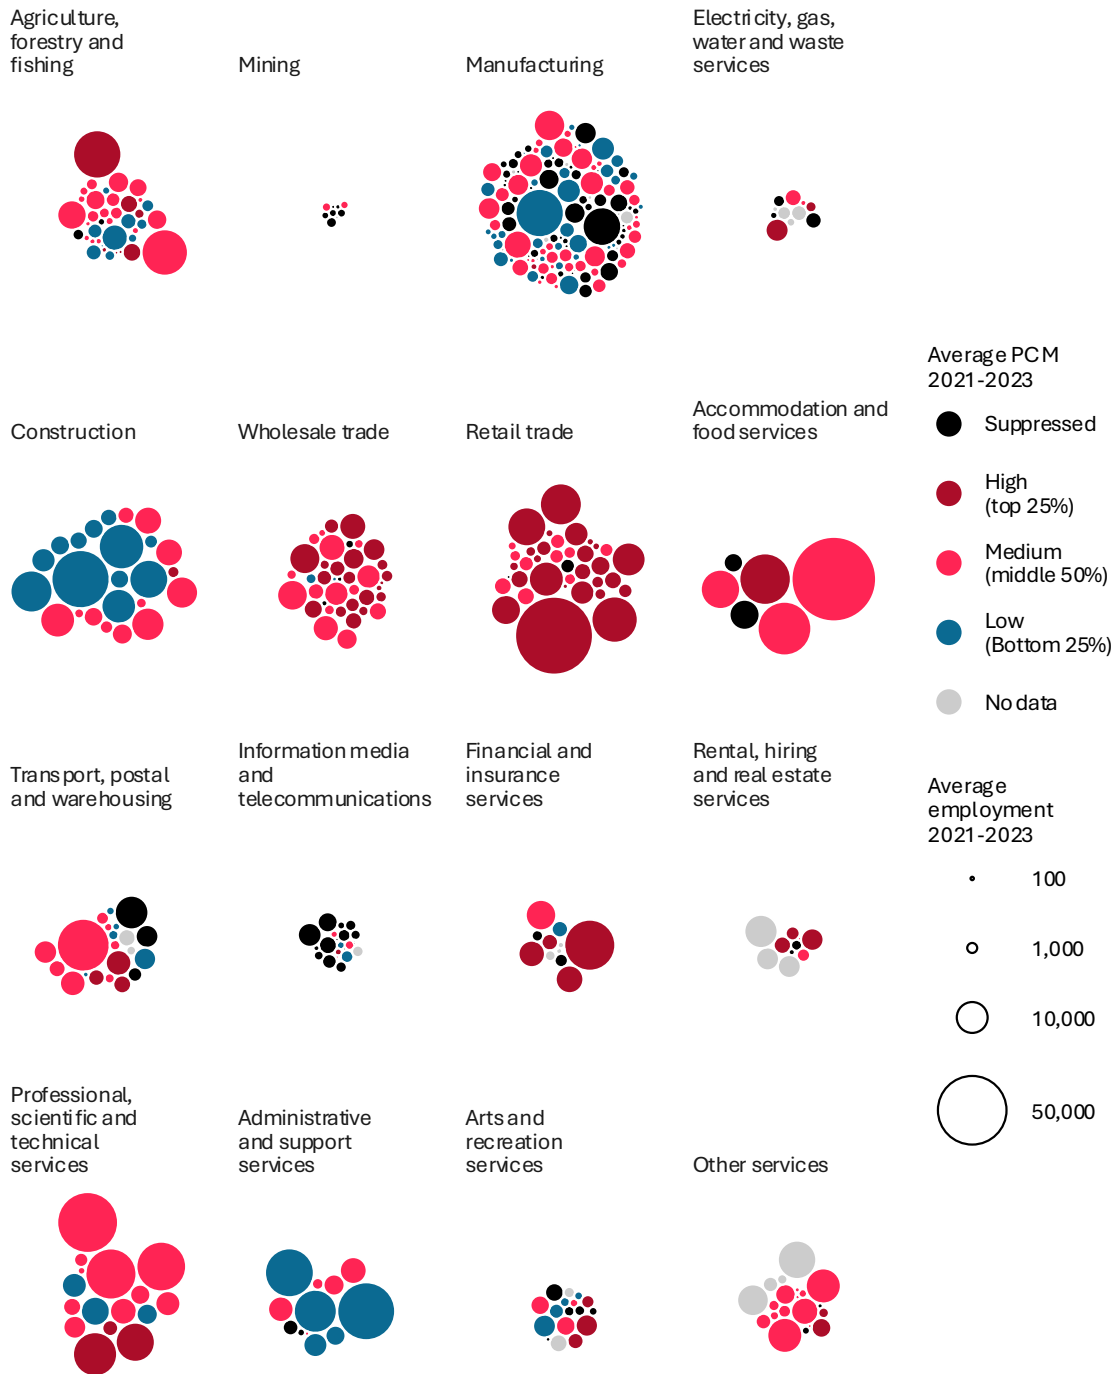 Agriculture,
forestry and
fishing
Mining
Manufacturing
Electricity, gas,
water and waste
services
Construction
Wholesale trade
Retail trade
Accommodation and
food services
Transport, postal
and warehousing
Information media
and
telecommunications
Financial and
insurance
services
Rental, hiring
and real estate
services
Professional,
scientific and
technical
services
Administrative
and support
services
Arts and
recreation
services
Other services
Average PCM
2021-2023
Suppressed
High
(top 25%)
Medium
(middle 50%)
Low
(Bottom 25%)
No data
Average
employment
2021-2023
100
1,000
10,000
50,000